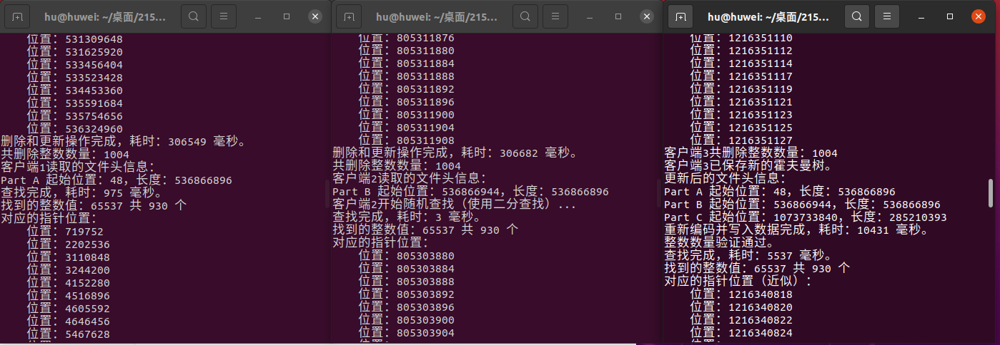 hu@huwei: ~/桌面/215...
位置：531309648
位置：531625920
位置：533456404
位置：533523428
位置：534453360
位置：535591684
位置：535754656
位置：536324960
删除和更新操作完成，耗时：306549 毫秒。
共删除整数数量：1004
客户端1读取的文件头信息：
Part A 起始位置：48，长度：536866896
查找完成，耗时：975 毫秒。
找到的整数值：65537 共 930 个
对应的指针位置：
位置：719752
位置：2202536
位置：3110848
位置：3244200
位置：4152280
位置：4516896
位置：4605592
位置：4646456
位置：5467628
hu@huwei: ~/桌面/215...
位置：805311876
位置：805311880
位置：805311884
位置：805311888
位置：805311892
位置：805311896
位置：805311900
位置：805311904
位置：805311908
删除和更新操作完成，耗时：306682 毫秒。
共删除整数数量：1004
客户端2读取的文件头信息：
Part B 起始位置：536866944，长度：536866896
客户端2开始随机查找（使用二分查找）...
查找完成，耗时：3 毫秒。
找到的整数值：65537 共 930 个
对应的指针位置：
位置：805303880
位置：805303884
位置：805303888
位置：805303892
位置：805303896
位置：805303900
位置：805303904
hu@huwei: ~/桌面/215...
位置：1216351110
位置：1216351112
位置：1216351114
位置：1216351117
位置：1216351119
位置：1216351121
位置：1216351123
位置：1216351125
位置：1216351127
客户端3共删除整数数量：1004
客户端3已保存新的霍夫曼树。
更新后的文件头信息：
Part A 起始位置：48，长度：536866896
Part B 起始位置：536866944，长度：536866896
Part C 起始位置：1073733840，长度：285210393
重新编码并写入数据完成，耗时：10431 毫秒。
整数数量验证通过。
查找完成，耗时：5537 毫秒。
找到的整数值：65537 共 930 个
对应的指针位置（近似）：
位置：1216340818
位置：1216340820
位置：1216340822
位置：1216340824